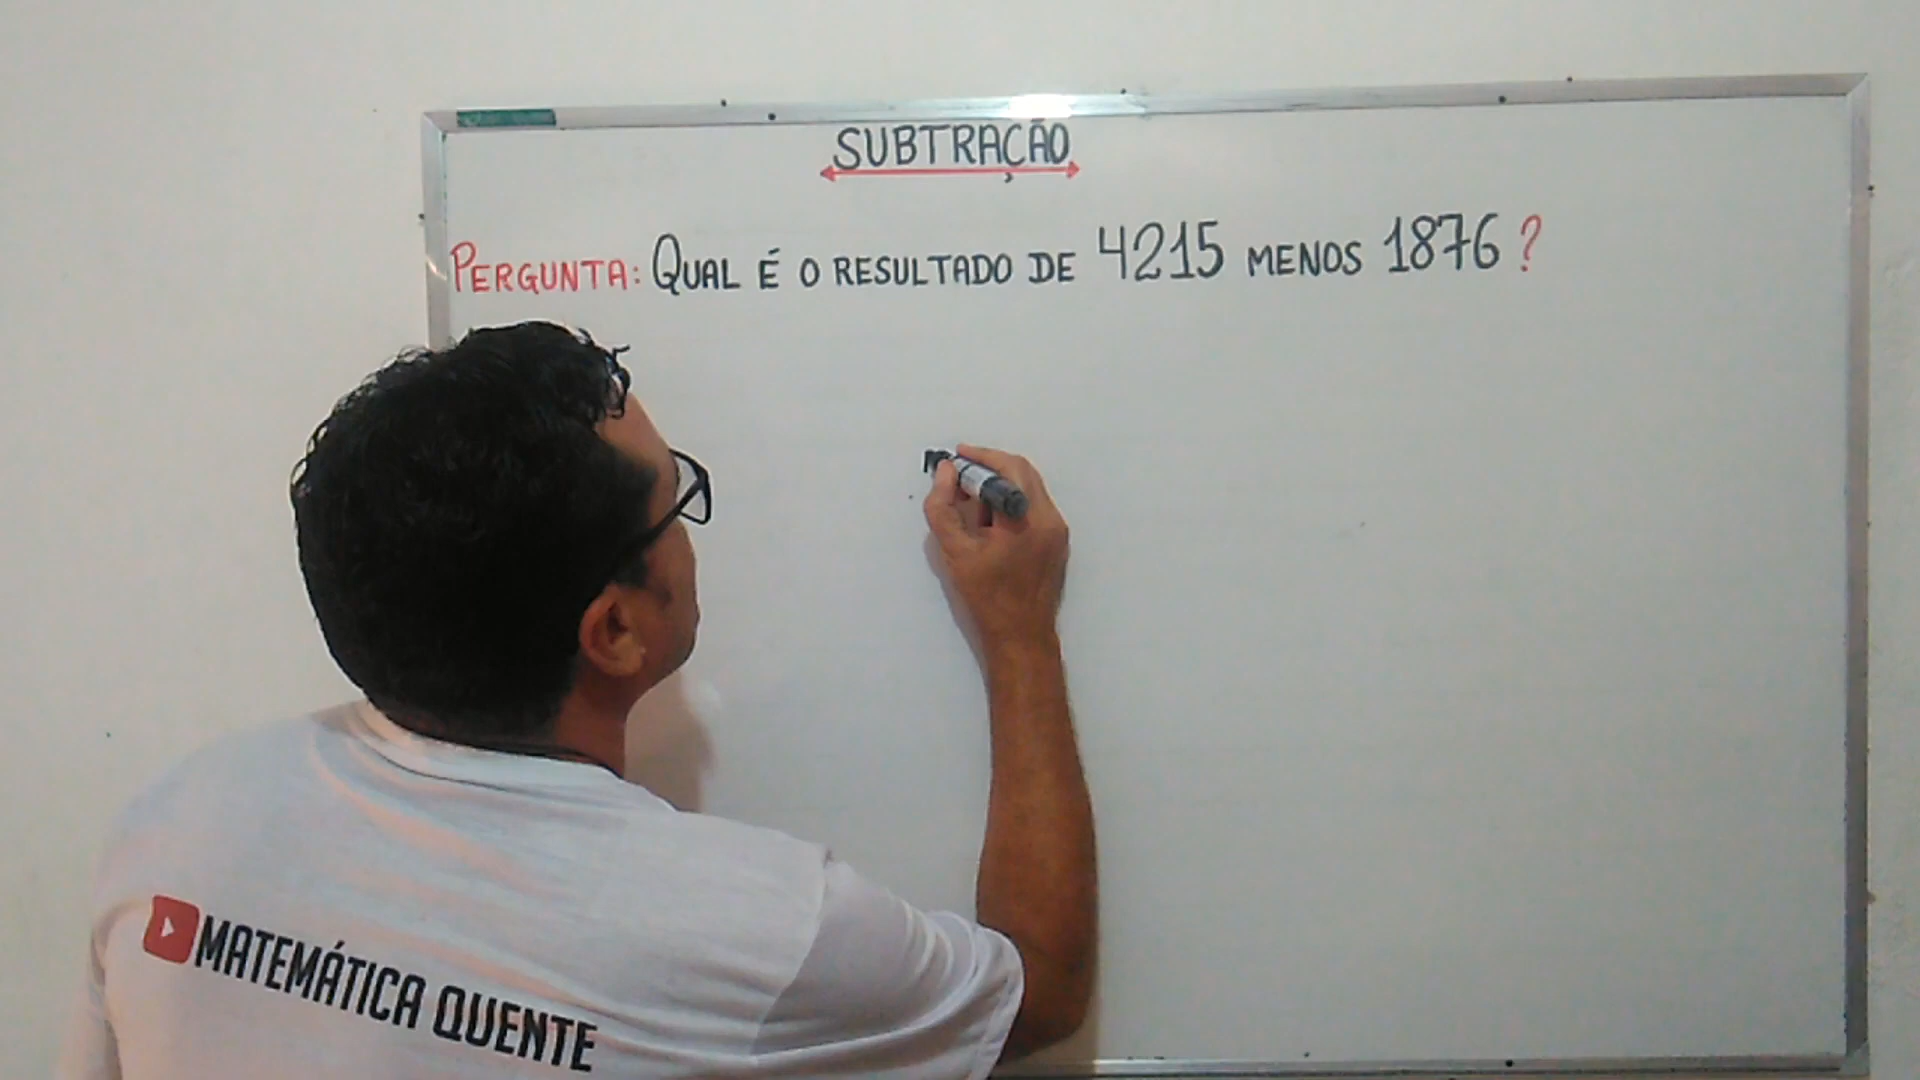 SUBTRAÇÃO
PERGUNTA: QUAL É O RESULTADO DE 4215 MENOS 1876?
MATEMÁTICA QUENTE